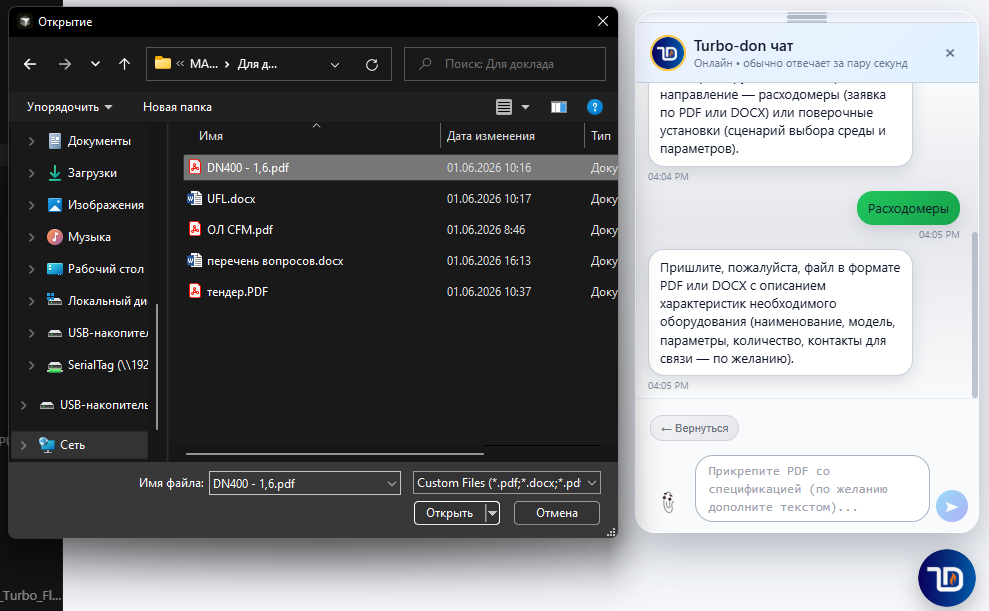 Открытие
« МА... › Для д...
Поиск: Для доклада
Упорядочить
Новая папка
Имя
Дата изменения
Тип
Документы
Загрузки
Изображения
Музыка
Рабочий стол
Локальный ди
USB-накопител
SerialTag (\\192
USB-накопитель
Сеть
DN400 - 1,6.pdf 01.06.2026 10:16 Доку
UFL.docx 01.06.2026 10:17 Доку
ОЛ CFM.pdf 01.06.2026 8:46 Доку
перечень вопросов.docx 01.06.2026 16:13 Доку
тендер.PDF 01.06.2026 10:37 Доку
Имя файла: DN400 - 1,6.pdf
Custom Files (*.pdf;*.docx;*.pd
Открыть
Отмена
_Turbo_Fl...
TD
Turbo-don чат
Онлайн • обычно отвечает за пару секунд
направление — расходомеры (заявка
по PDF или DOCX) или поверочные
установки (сценарий выбора среды и
параметров).
04:04 PM
Расходомеры
04:05 PM
Пришлите, пожалуйста, файл в формате
PDF или DOCX с описанием
характеристик необходимого
оборудования (наименование, модель,
параметры, количество, контакты для
связи — по желанию).
04:05 PM
← Вернуться
Прикрепите PDF со
спецификацией (по желанию
дополните текстом)...
TD